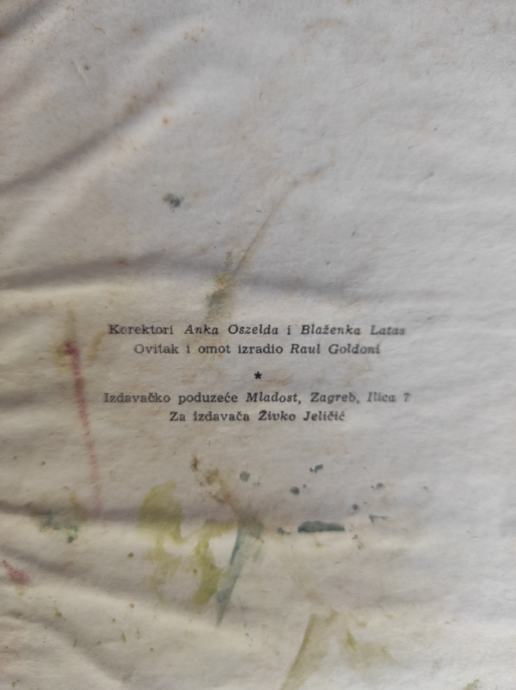 Korektori Anka Oszelda i Blaženka Latas
Ovitak i omot izradio Raul Goldoni
*
Izdavačko poduzeće Mladost, Zagreb, Ilica 7
Za izdavača Živko Jeličić